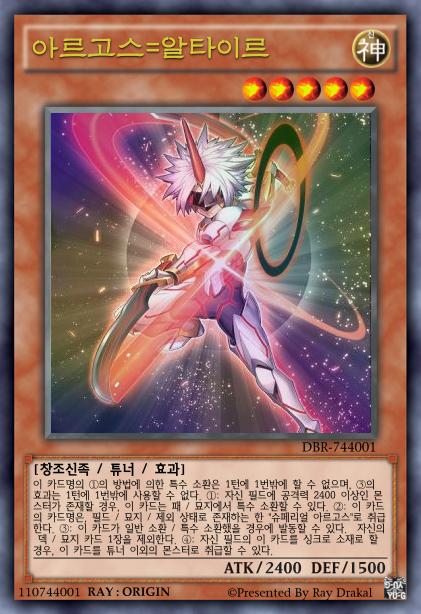 아르고스=알타이르
신
神
DBR-744001
[창조신족 / 튜너 / 효과]
이 카드명의 ①의 방법에 의한 특수 소환은 1턴에 1번밖에 할 수 없으며, ③의
효과는 1턴에 1번밖에 사용할 수 없다. ①: 자신 필드에 공격력 2400 이상인 몬
스터가 존재할 경우, 이 카드는 패 / 묘지에서 특수 소환할 수 있다. ②: 이 카드
의 카드명은, 필드 / 묘지 / 제외 상태로 존재하는 한 "슈페리얼 아르고스"로 취급
한다. ③: 이 카드가 일반 소환 / 특수 소환했을 경우에 발동할 수 있다. 자신의
덱 / 묘지 카드 1장을 제외한다. ④: 자신 필드의 이 카드를 싱크로 소재로 할
경우, 이 카드를 튜너 이외의 몬스터로 취급할 수 있다.
ATK/2400 DEF/1500
110744001 RAY : ORIGIN ©Presented By Ray Drakal